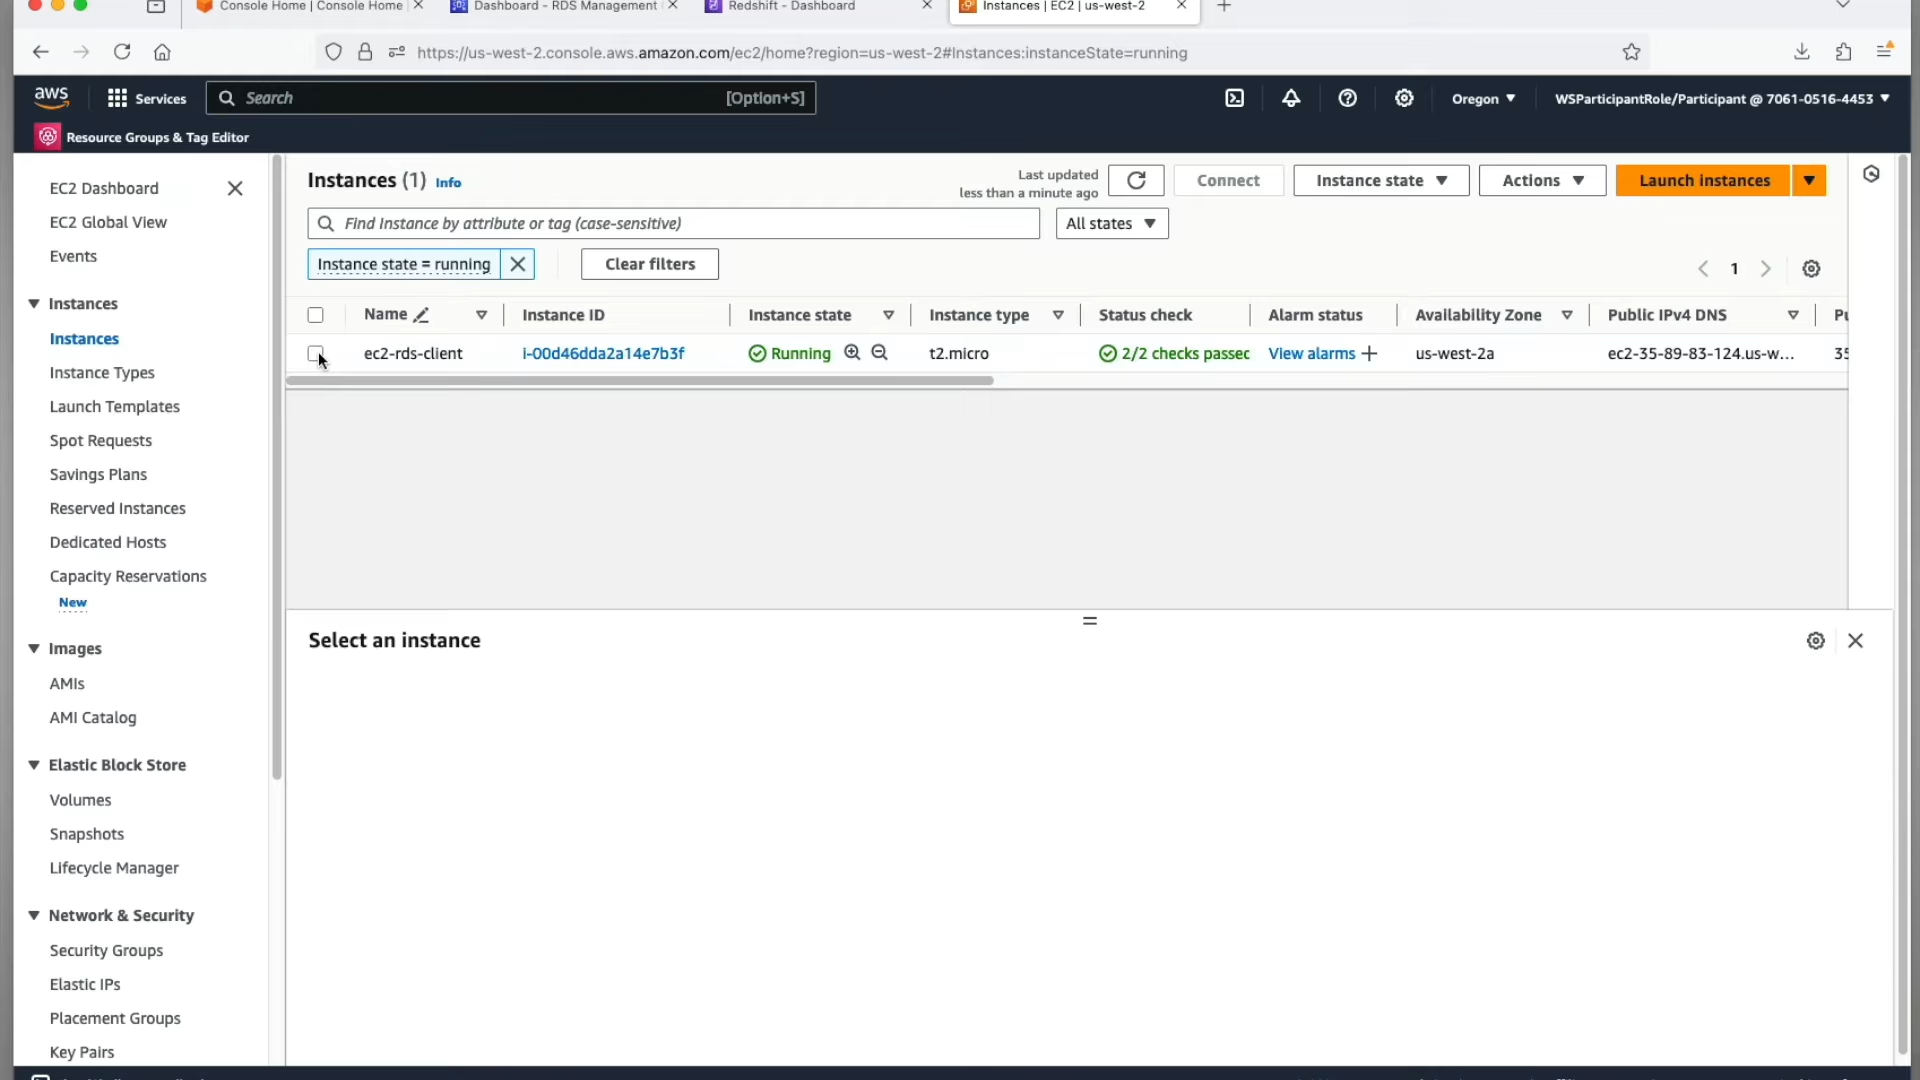 Console Home | Console Home
Dashboard - RDS Management
Redshift - Dashboard
Instances | EC2 | us-west-2
https://us-west-2.console.aws.amazon.com/ec2/home?region=us-west-2#Instances:instanceState=running
aws
Services
Search
[Option+S]
Oregon
WSParticipantRole/Participant @ 7061-0516-4453
Resource Groups & Tag Editor
EC2 Dashboard
EC2 Global View
Events
Instances
Instances
Instance Types
Launch Templates
Spot Requests
Savings Plans
Reserved Instances
Dedicated Hosts
Capacity Reservations
New
Images
AMIs
AMI Catalog
Elastic Block Store
Volumes
Snapshots
Lifecycle Manager
Network & Security
Security Groups
Elastic IPs
Placement Groups
Key Pairs
Instances (1) Info
Last updated
less than a minute ago
Connect
Instance state
Actions
Launch instances
Find Instance by attribute or tag (case-sensitive)
All states
Instance state = running
Clear filters
1
Name
Instance ID
Instance state
Instance type
Status check
Alarm status
Availability Zone
Public IPv4 DNS
ec2-rds-client
i-00d46dda2a14e7b3f
Running
t2.micro
2/2 checks passec
View alarms
us-west-2a
ec2-35-89-83-124.us-w...
35
Select an instance